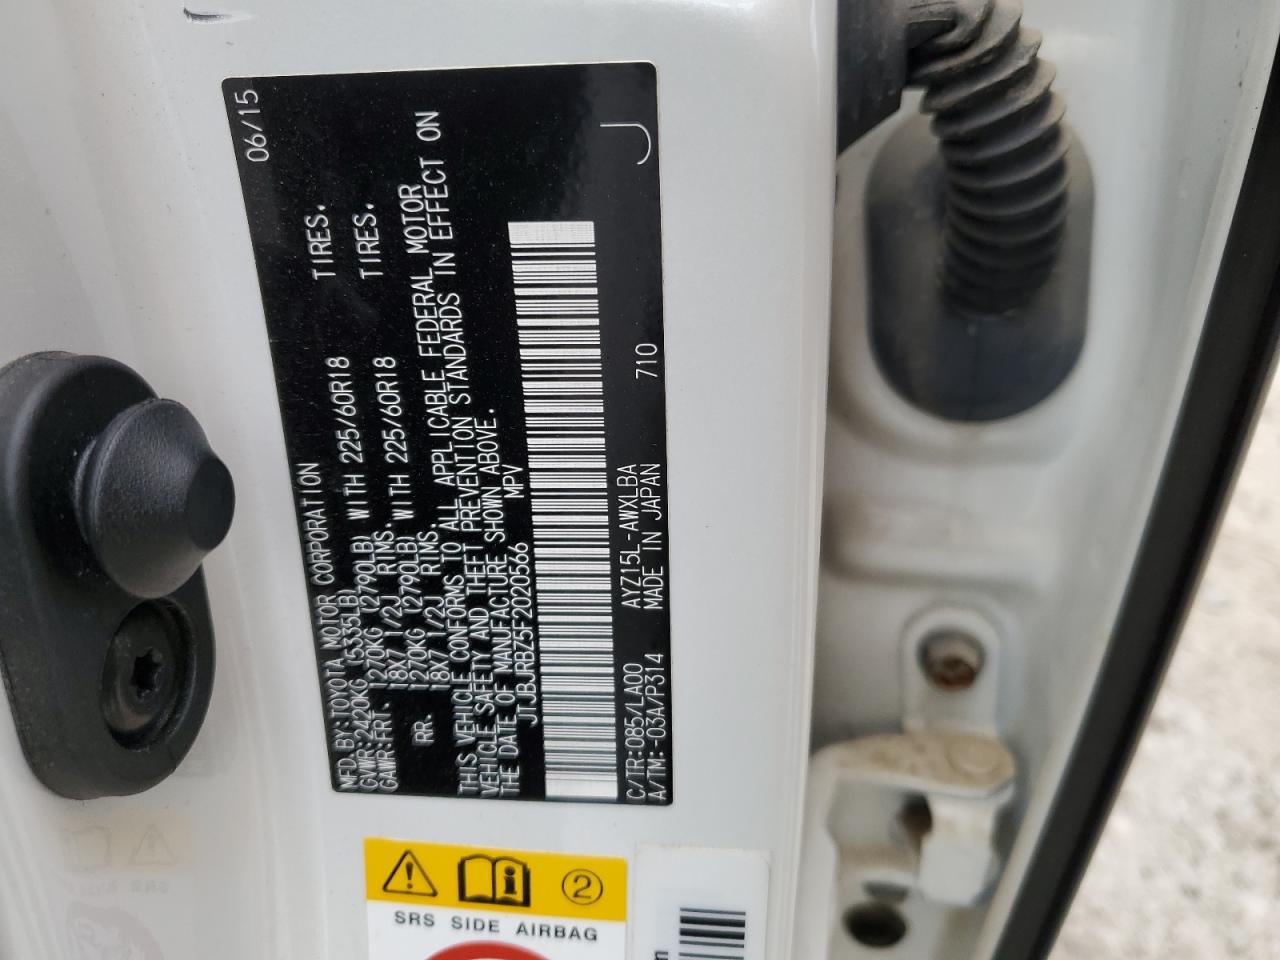 MFD. BY: TOYOTA MOTOR CORPORATION 06/15
GVWR: 2420KG (5335LB)
GAWR: FRT. 1270KG (2790LB) WITH 225/60R18 TIRES.
18X7 1/2J RIMS.
RR. 1270KG (2790LB) WITH 225/60R18 TIRES.
18X7 1/2J RIMS.
THIS VEHICLE CONFORMS TO ALL APPLICABLE FEDERAL MOTOR
VEHICLE SAFETY AND THEFT PREVENTION STANDARDS IN EFFECT ON
THE DATE OF MANUFACTURE SHOWN ABOVE.
JTJBJRBZ5F2020566 MPV
C/TR: 085/LA00 AYZ15L-AWXLBA
A/TM: -03A/P314 MADE IN JAPAN 710 J
2
SRS SIDE AIRBAG